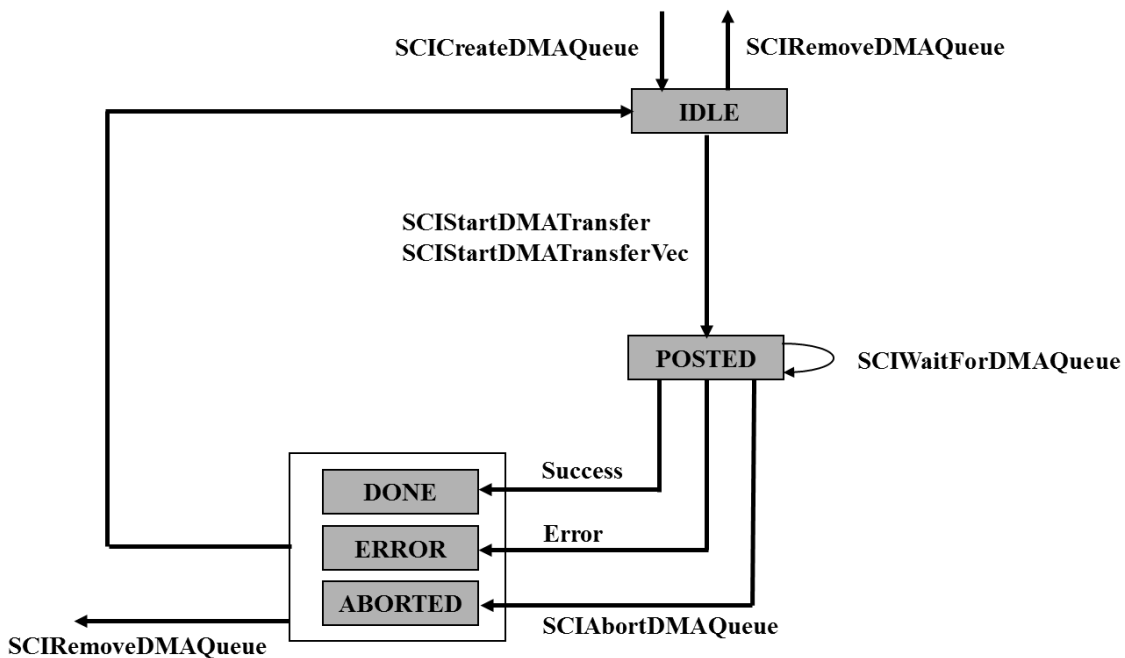 SCICreateDMAQueue
SCIRemoveDMAQueue
IDLE
SCIStartDMATransfer
SCIStartDMATransferVec
POSTED
SCIWaitForDMAQueue
Success
DONE
Error
ERROR
ABORTED
SCIAbortDMAQueue
SCIRemoveDMAQueue